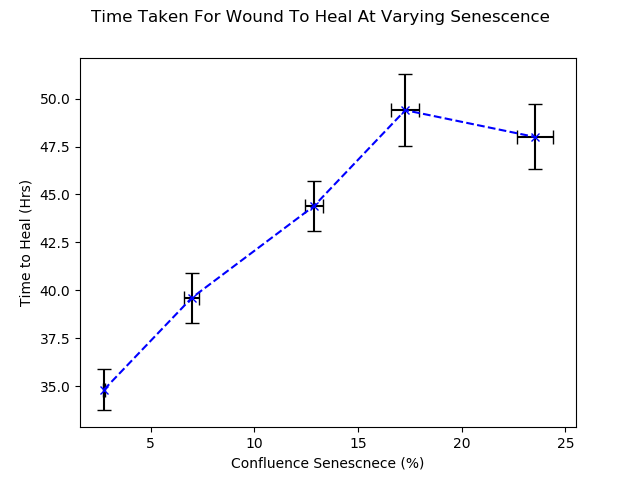 Time Taken For Wound To Heal At Varying Senescence
50.0
47.5
45.0
42.5
40.0
37.5
35.0
Time to Heal (Hrs)
5 10 15 20 25
Confluence Senescnece (%)